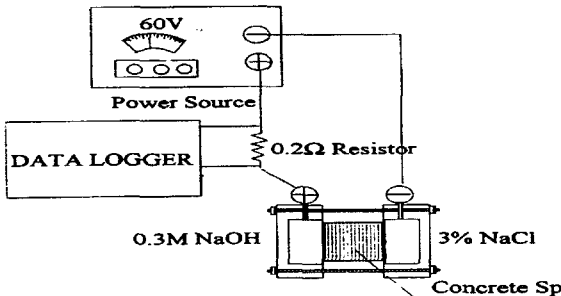 60V
Power Source
DATA LOGGER
0.2Ω Resistor
0.3M NaOH
3% NaCl
Concrete Sp